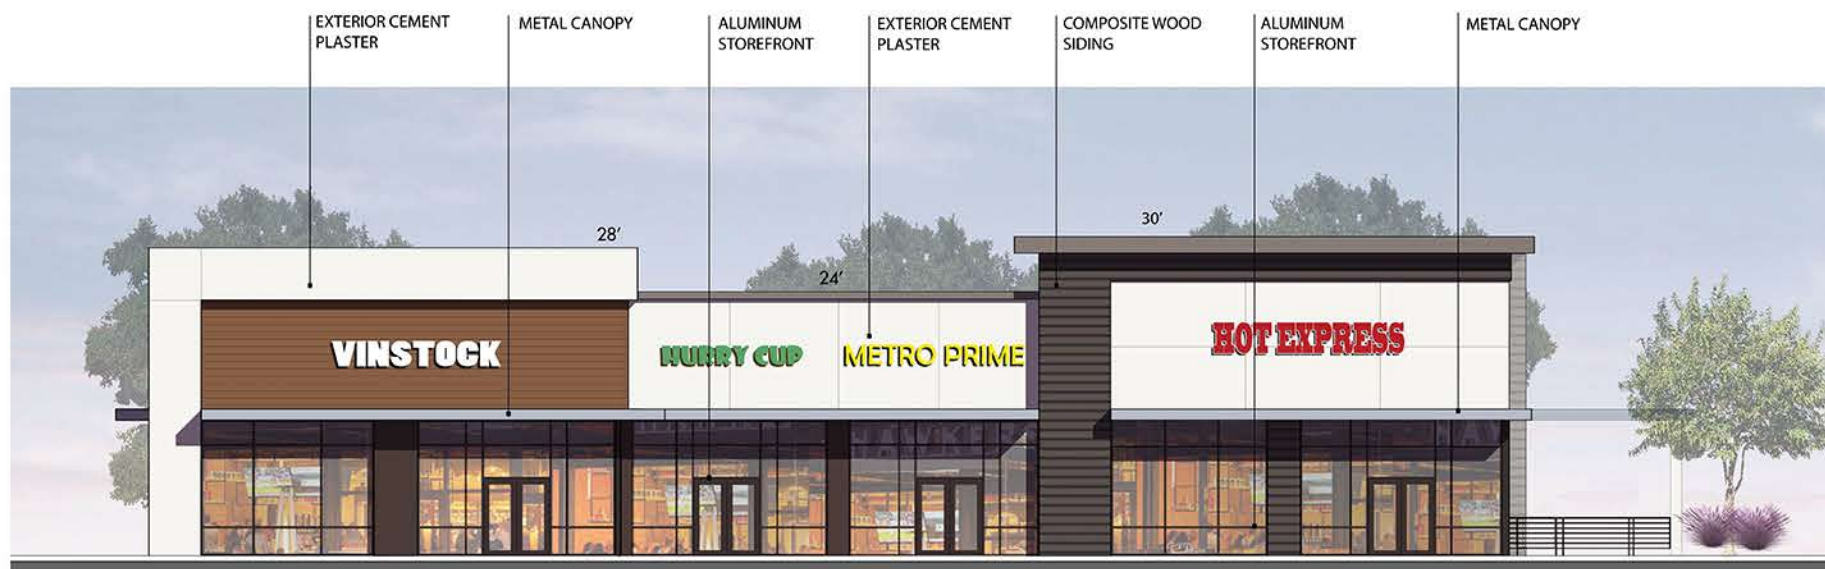 EXTERIOR CEMENT
PLASTER
METAL CANOPY
ALUMINUM
STOREFRONT
EXTERIOR CEMENT
PLASTER
COMPOSITE WOOD
SIDING
ALUMINUM
STOREFRONT
METAL CANOPY
28'
24'
30'
VINSTOCK
HURRY CUP
METRO PRIME
HOT EXPRESS